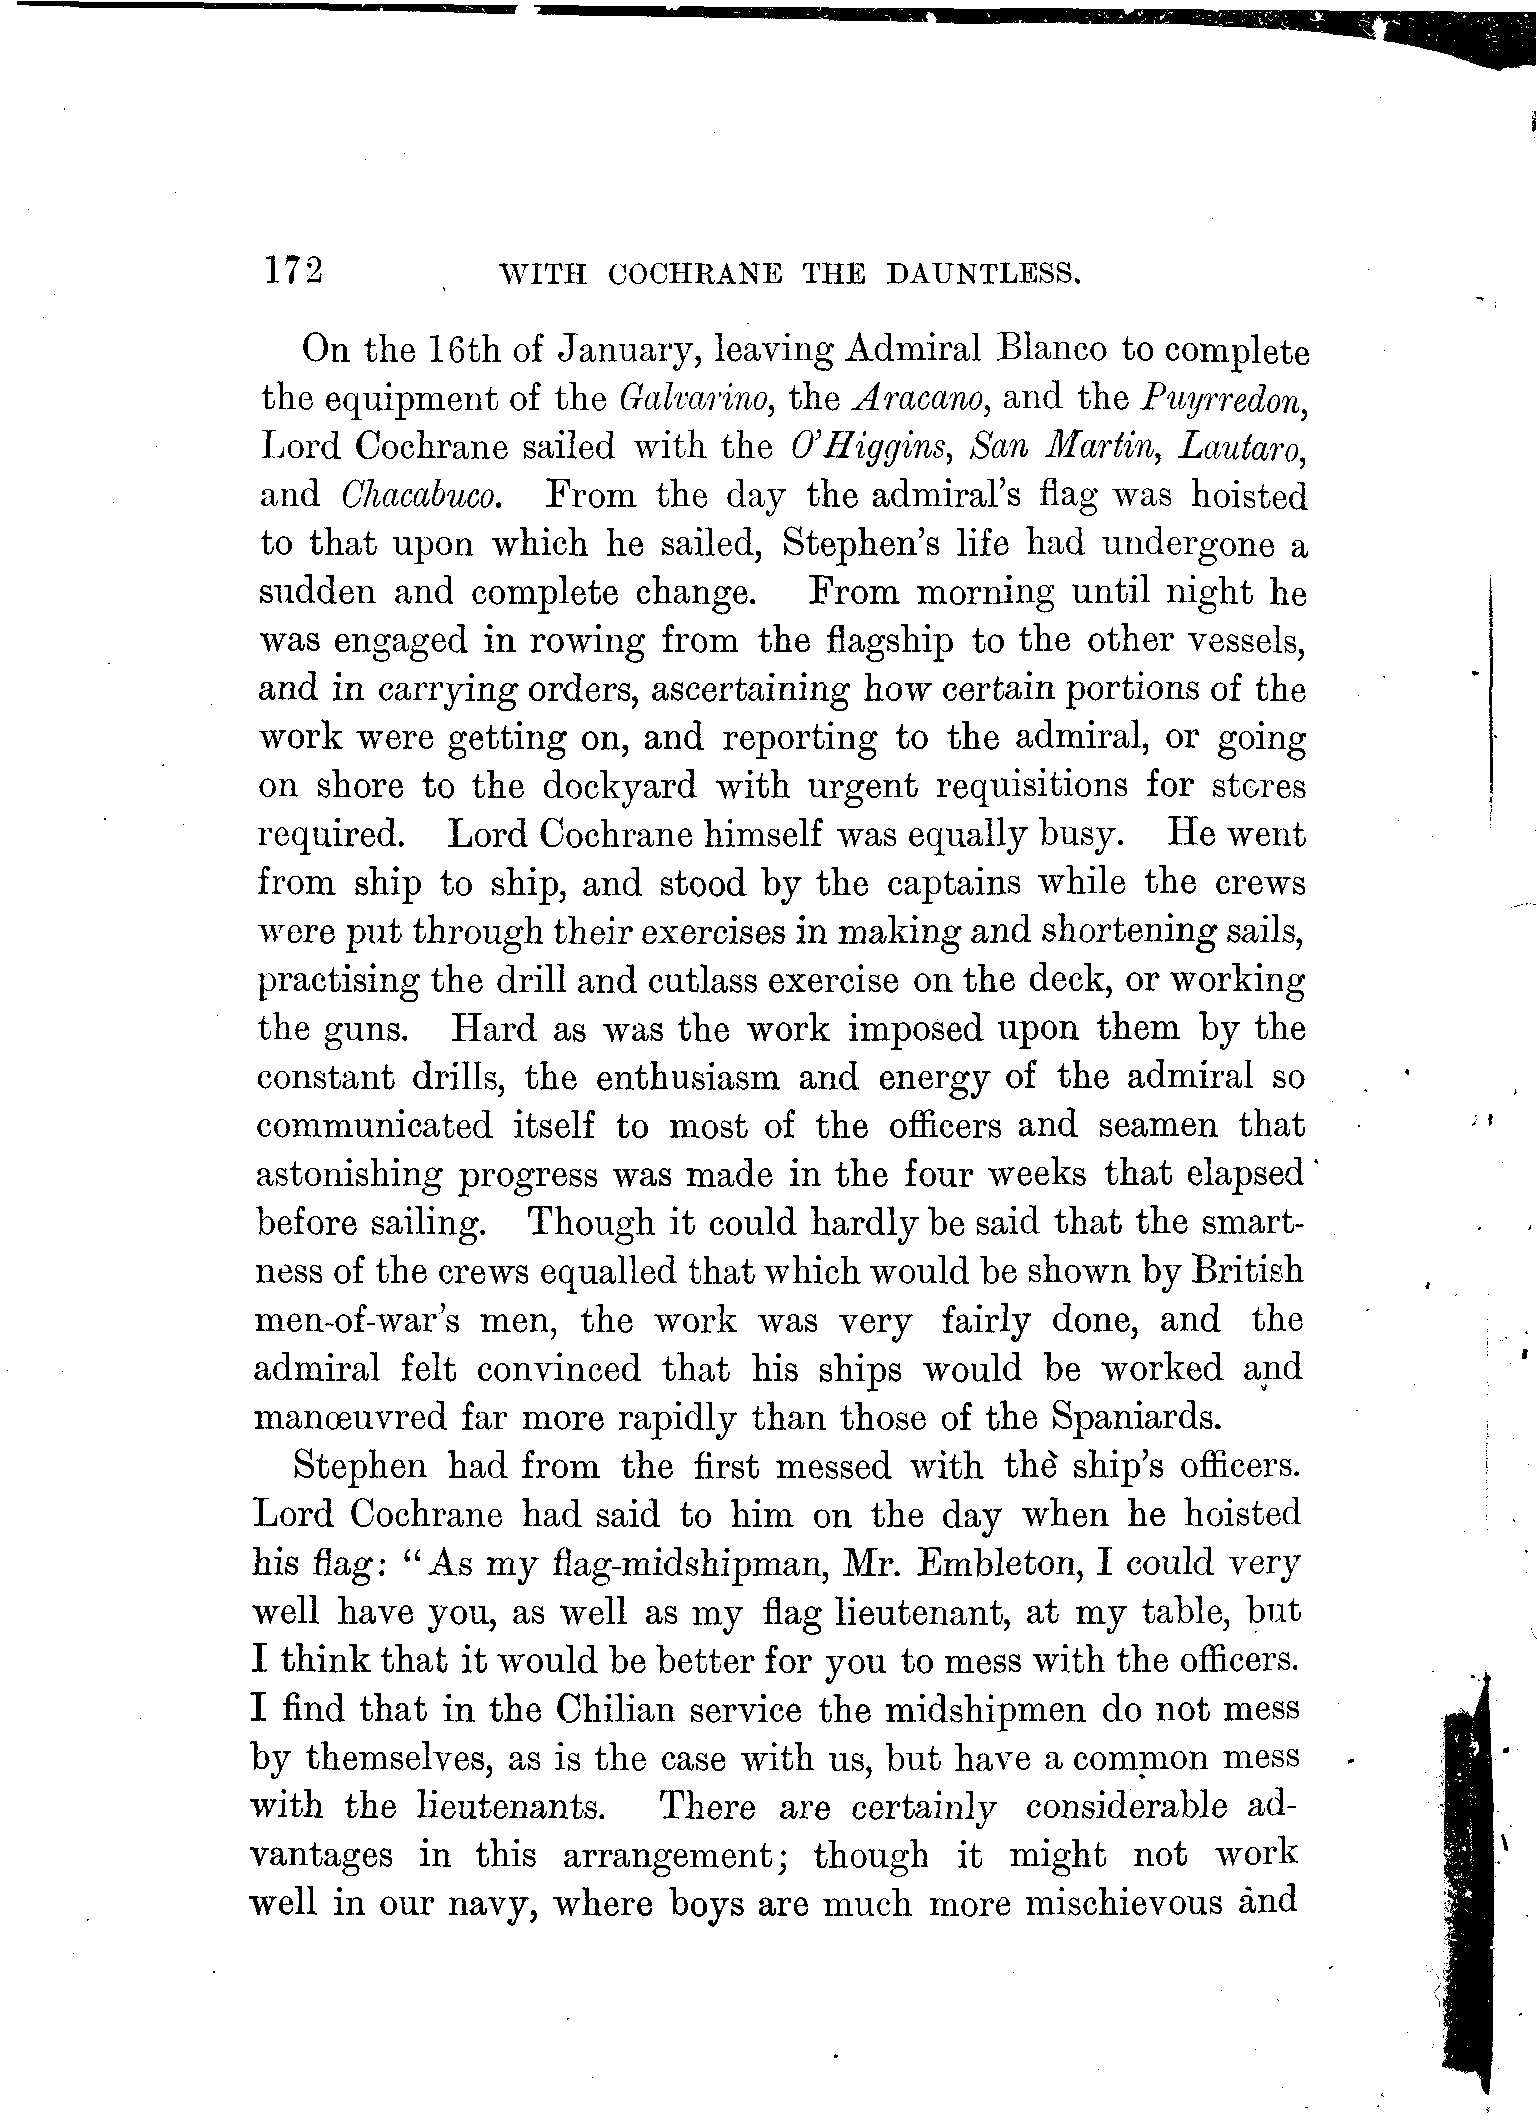 172 WITH COCHRANE THE DAUNTLESS.
On the 16th of January, leaving Admiral Blanco to complete
the equipment of the Galvarino, the Aracano, and the Puyrredon,
Lord Cochrane sailed with the O'Higgins, San Martin, Lautaro,
and Chacabuco. From the day the admiral's flag was hoisted
to that upon which he sailed, Stephen's life had undergone a
sudden and complete change. From morning until night he
was engaged in rowing from the flagship to the other vessels,
and in carrying orders, ascertaining how certain portions of the
work were getting on, and reporting to the admiral, or going
on shore to the dockyard with urgent requisitions for stores
required. Lord Cochrane himself was equally busy. He went
from ship to ship, and stood by the captains while the crews
were put through their exercises in making and shortening sails,
practising the drill and cutlass exercise on the deck, or working
the guns. Hard as was the work imposed upon them by the
constant drills, the enthusiasm and energy of the admiral so
communicated itself to most of the officers and seamen that
astonishing progress was made in the four weeks that elapsed
before sailing. Though it could hardly be said that the smart-
ness of the crews equalled that which would be shown by British
men-of-war's men, the work was very fairly done, and the
admiral felt convinced that his ships would be worked and
manœuvred far more rapidly than those of the Spaniards.
Stephen had from the first messed with the ship's officers.
Lord Cochrane had said to him on the day when he hoisted
his flag: "As my flag-midshipman, Mr. Embleton, I could very
well have you, as well as my flag lieutenant, at my table, but
I think that it would be better for you to mess with the officers.
I find that in the Chilian service the midshipmen do not mess
by themselves, as is the case with us, but have a common mess
with the lieutenants. There are certainly considerable ad-
vantages in this arrangement; though it might not work
well in our navy, where boys are much more mischievous and